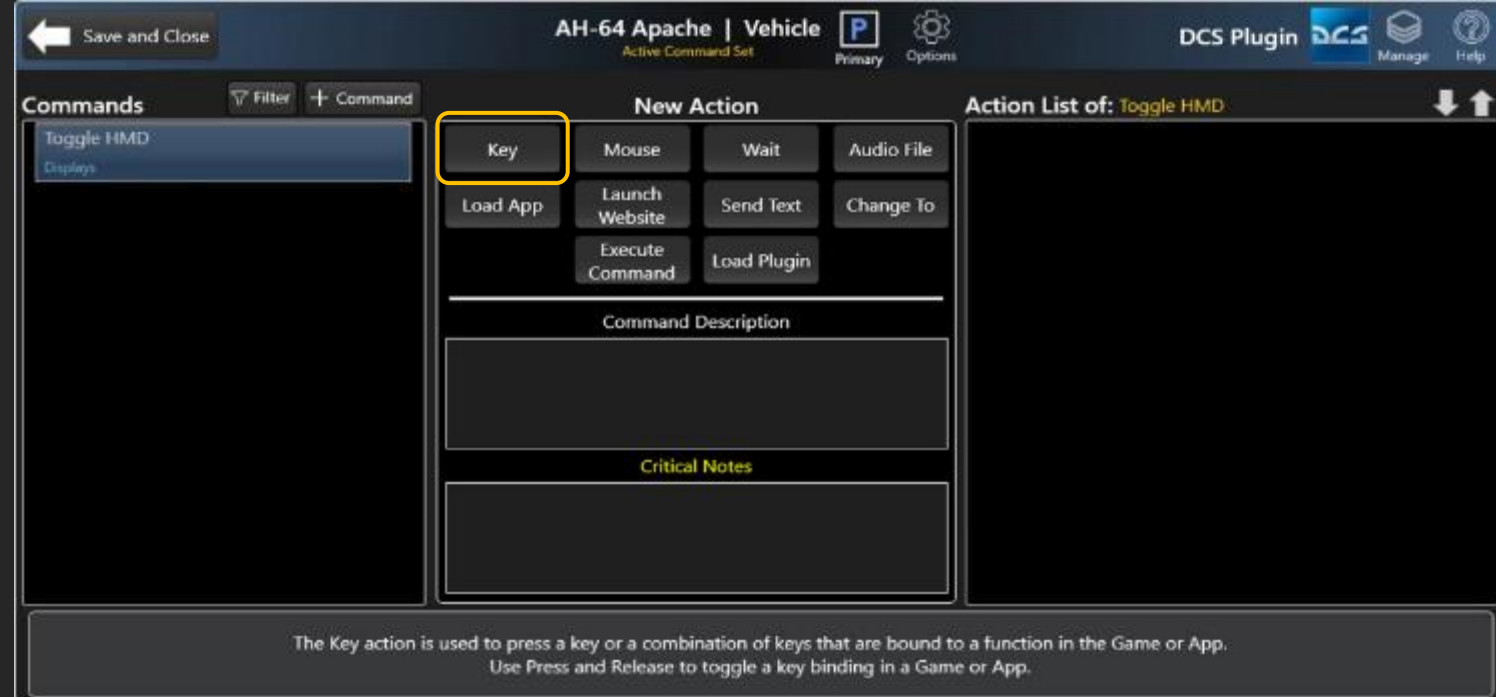 Save and Close
AH-64 Apache | Vehicle
Active Command Set
P
Primary
Options
DCS Plugin
DCS
Manage
Help
Commands
Filter
+ Command
New Action
Action List of: Toggle HMD
Toggle HMD
Displays
Key
Mouse
Wait
Audio File
Load App
Launch
Website
Send Text
Change To
Execute
Command
Load Plugin
Command Description
Critical Notes
The Key action is used to press a key or a combination of keys that are bound to a function in the Game or App.
Use Press and Release to toggle a key binding in a Game or App.